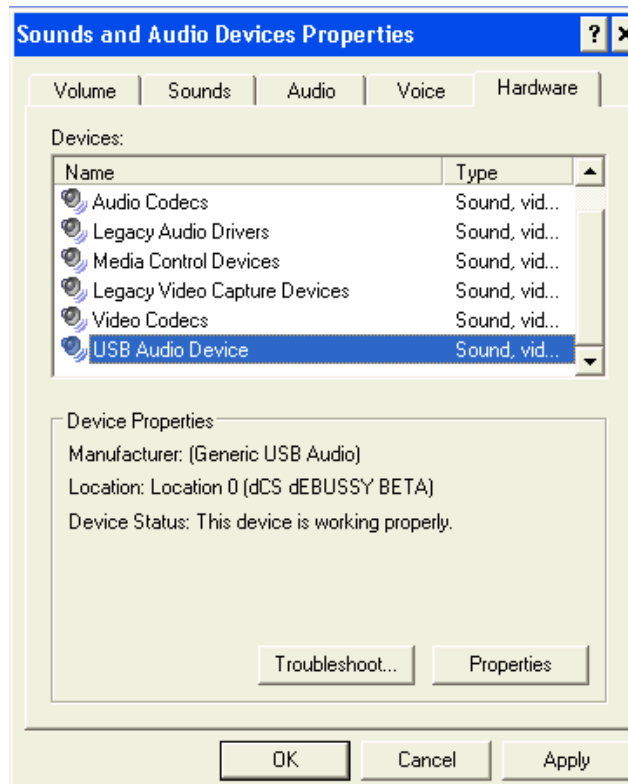 Sounds and Audio Devices Properties ? ×
Volume Sounds Audio Voice Hardware
Devices:
Name Type
Audio Codecs Sound, vid...
Legacy Audio Drivers Sound, vid...
Media Control Devices Sound, vid...
Legacy Video Capture Devices Sound, vid...
Video Codecs Sound, vid...
USB Audio Device Sound, vid...
Device Properties
Manufacturer: (Generic USB Audio)
Location: Location 0 (dCS dEBUSSY BETA)
Device Status: This device is working properly.
Troubleshoot... Properties
OK Cancel Apply